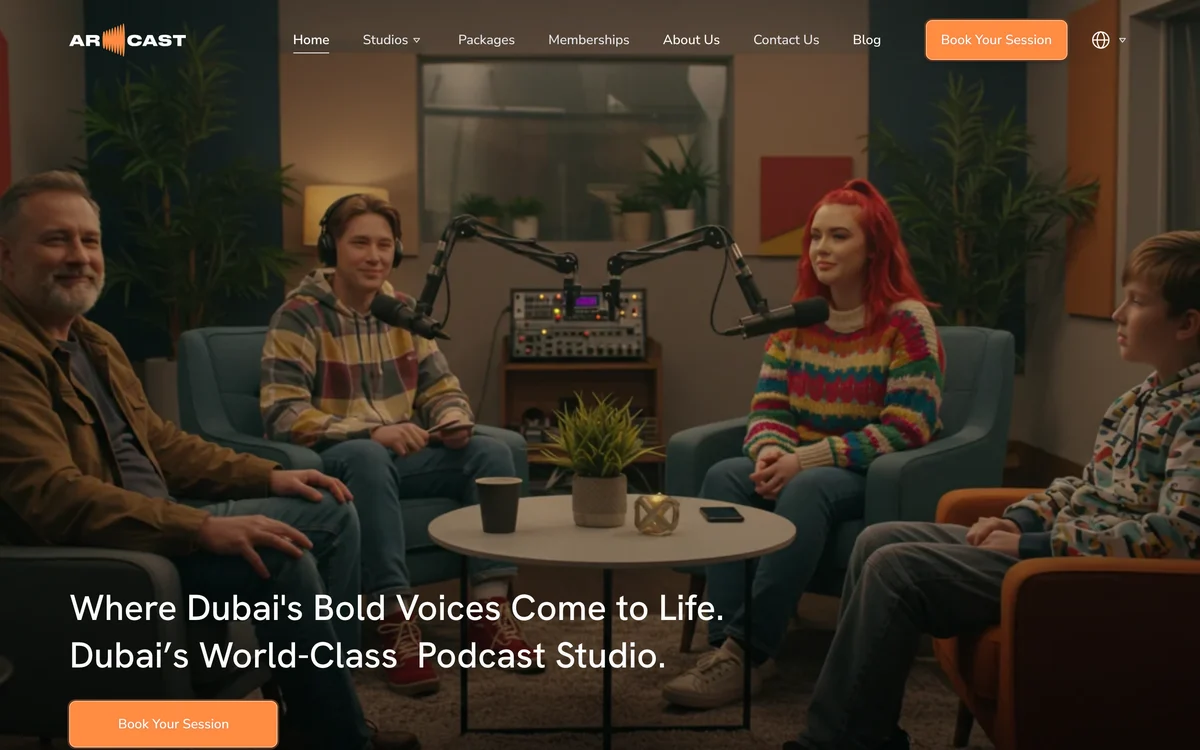 AR CAST
Home Studios Packages Memberships About Us Contact Us Blog Book Your Session
Where Dubai's Bold Voices Come to Life.
Dubai’s World-Class Podcast Studio.
Book Your Session